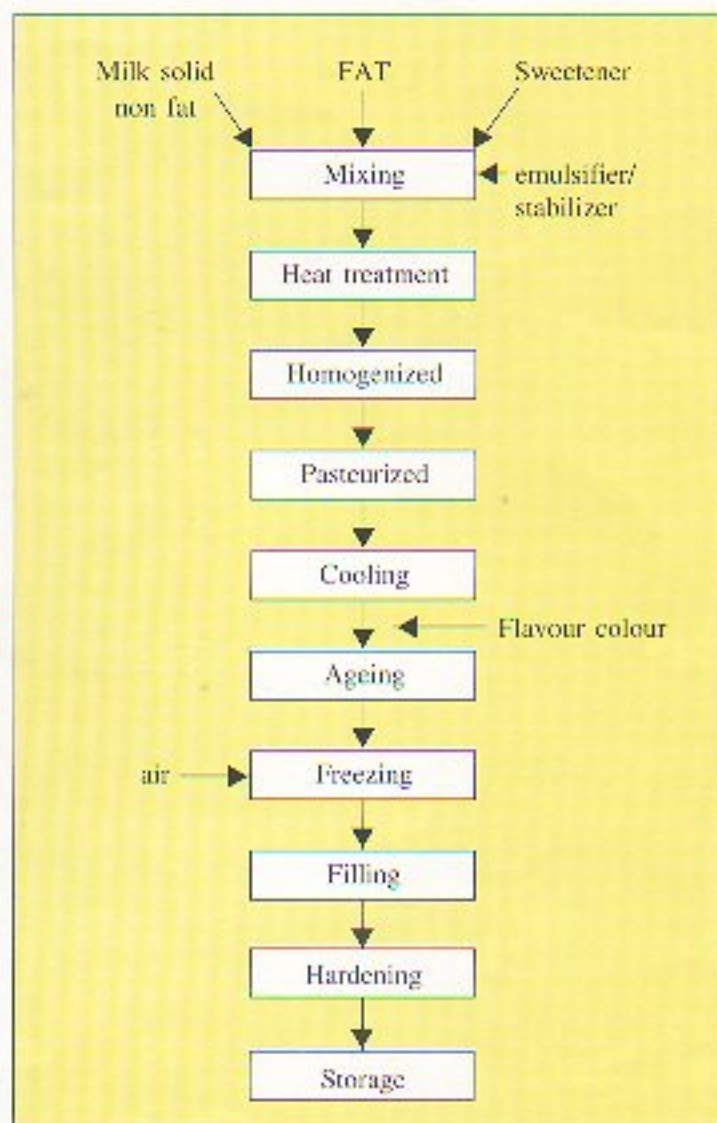 Milk solid
non fat
FAT
Sweetener
Mixing
emulsifier/
stabilizer
Heat treatment
Homogenized
Pasteurized
Cooling
Flavour colour
Ageing
air
Freezing
Filling
Hardening
Storage